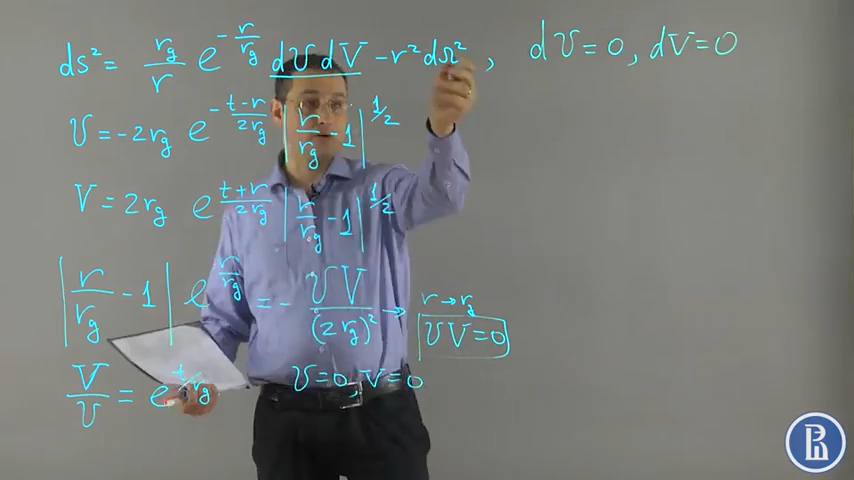 ds² = r_g/r e^{-r/r_g} dU dV - r² dΩ², dU = 0, dV = 0
U = -2r_g e^{-(t-r)/2r_g} |r/r_g - 1|^{1/2}
V = 2r_g e^{(t+r)/2r_g} |r/r_g - 1|^{1/2}
|r/r_g - 1| e^{r/r_g} = - UV/(2r_g)² → r→r_g UV = 0
V/U = e^{t/r_g} U = 0, V = 0